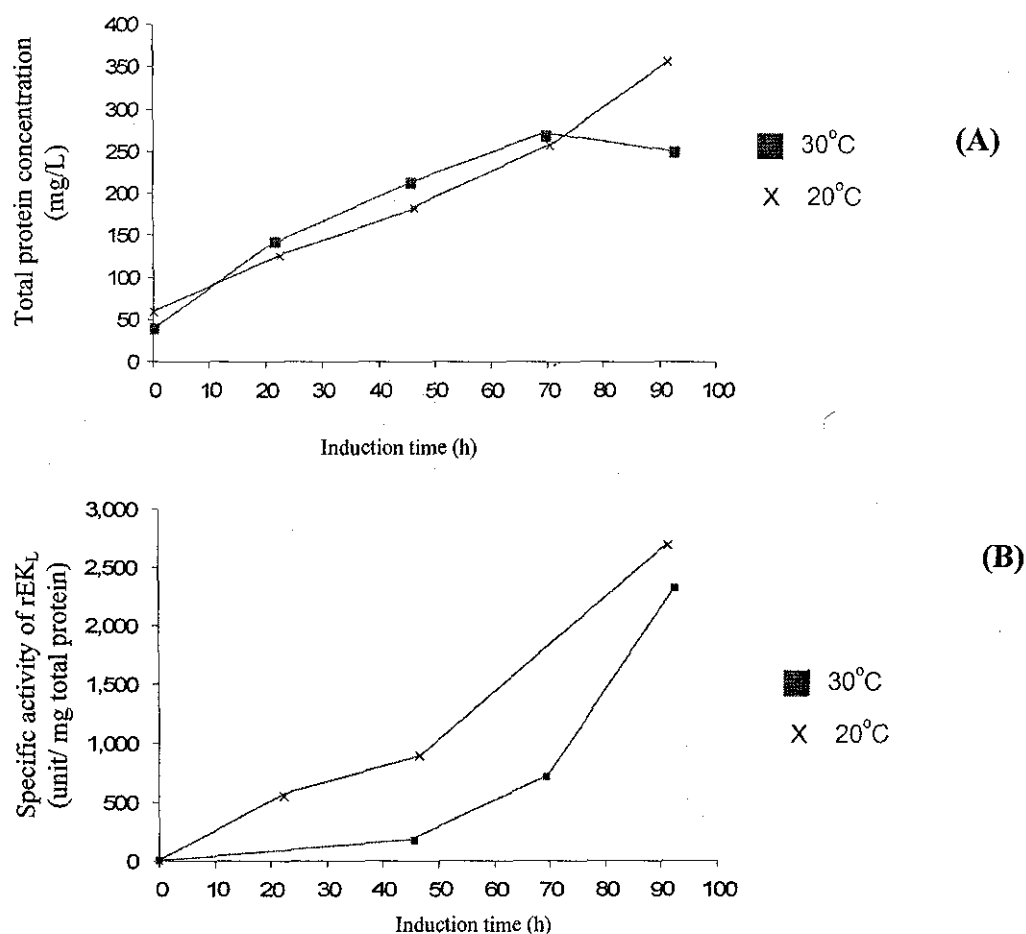 Total protein concentration
(mg/L)
400
350
300
250
200
150
100
50
0
0 10 20 30 40 50 60 70 80 90 100
Induction time (h)
30°C
20°C
(A)
Specific activity of rEKL
(unit/ mg total protein)
3,000
2,500
2,000
1,500
1,000
500
0
0 10 20 30 40 50 60 70 80 90 100
Induction time (h)
30°C
20°C
(B)